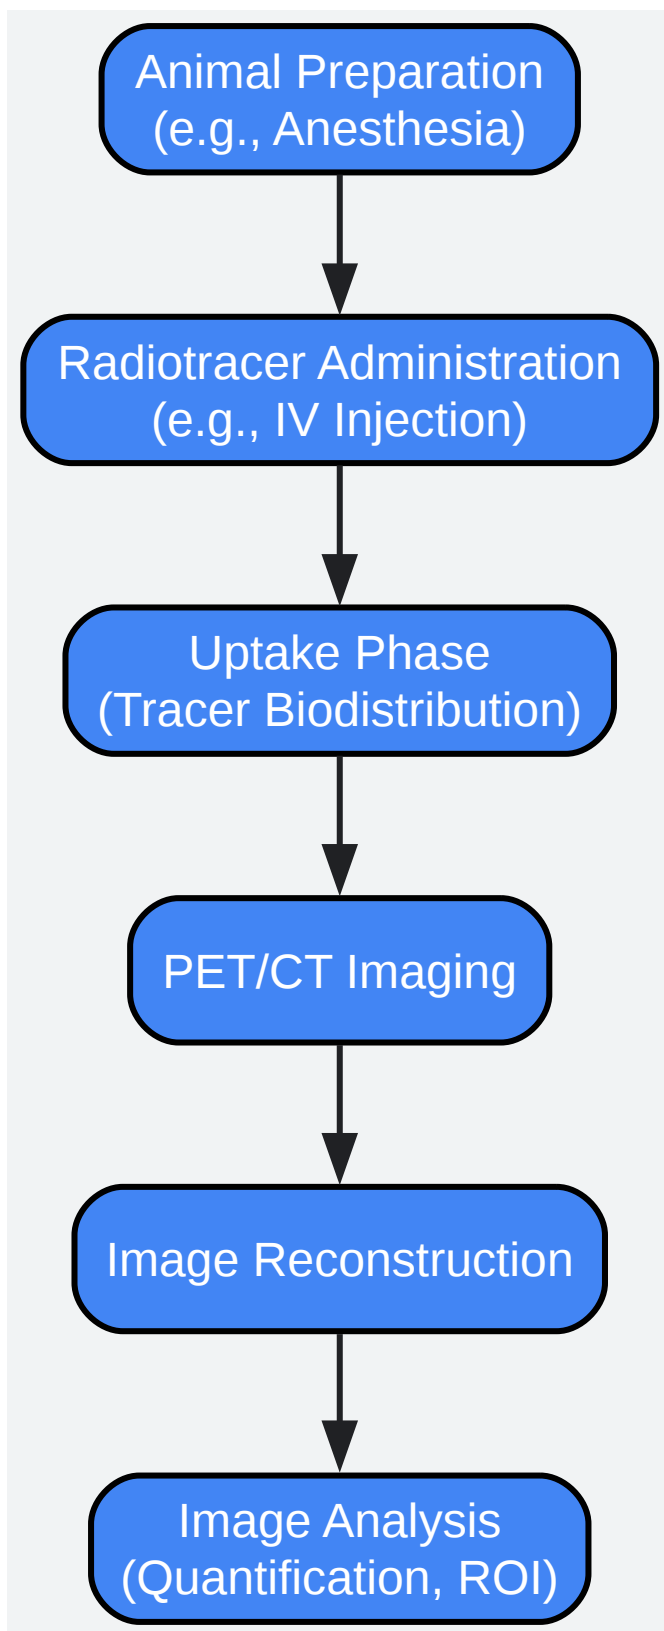 Animal Preparation
(e.g., Anesthesia)
Radiotracer Administration
(e.g., IV Injection)
Uptake Phase
(Tracer Biodistribution)
PET/CT Imaging
Image Reconstruction
Image Analysis
(Quantification, ROI)